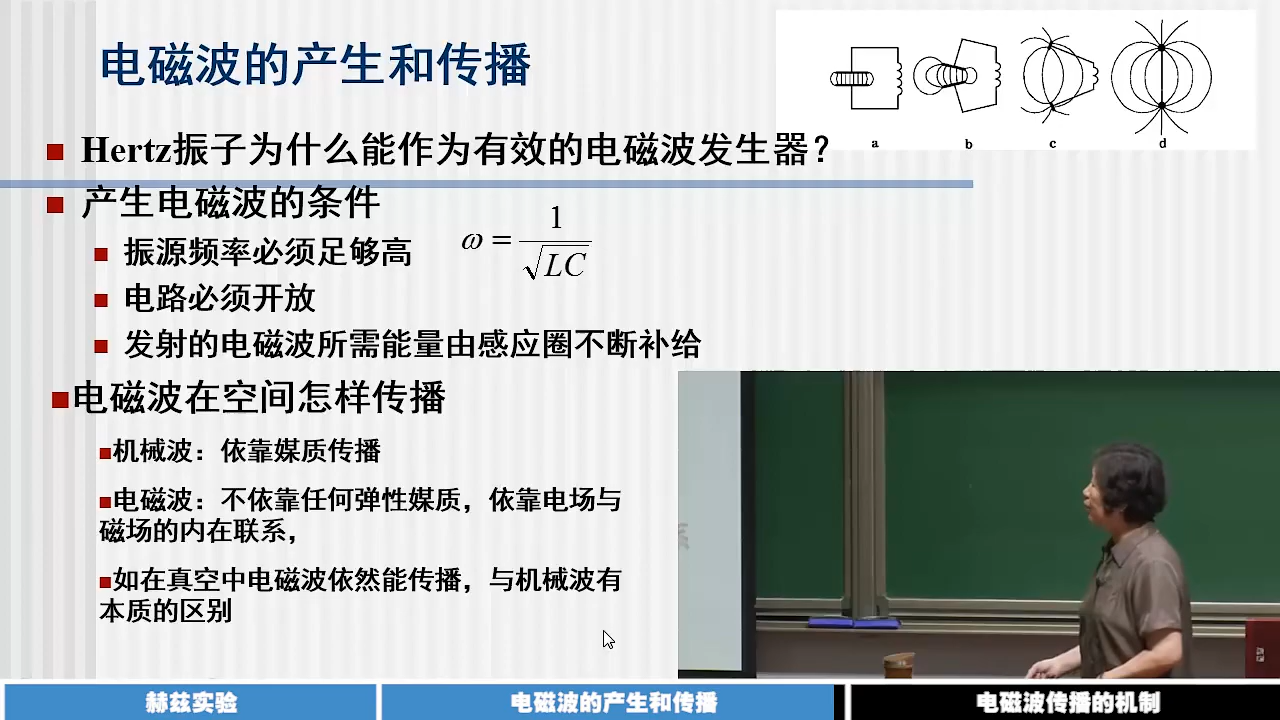 电磁波的产生和传播
a b c d
Hertz振子为什么能作为有效的电磁波发生器?
产生电磁波的条件
振源频率必须足够高
ω = 1/√LC
电路必须开放
发射的电磁波所需能量由感应圈不断补给
电磁波在空间怎样传播
机械波：依靠媒质传播
电磁波：不依靠任何弹性媒质，依靠电场与
磁场的内在联系，
如在真空中电磁波依然能传播，与机械波有
本质的区别
赫兹实验
电磁波的产生和传播
电磁波传播的机制